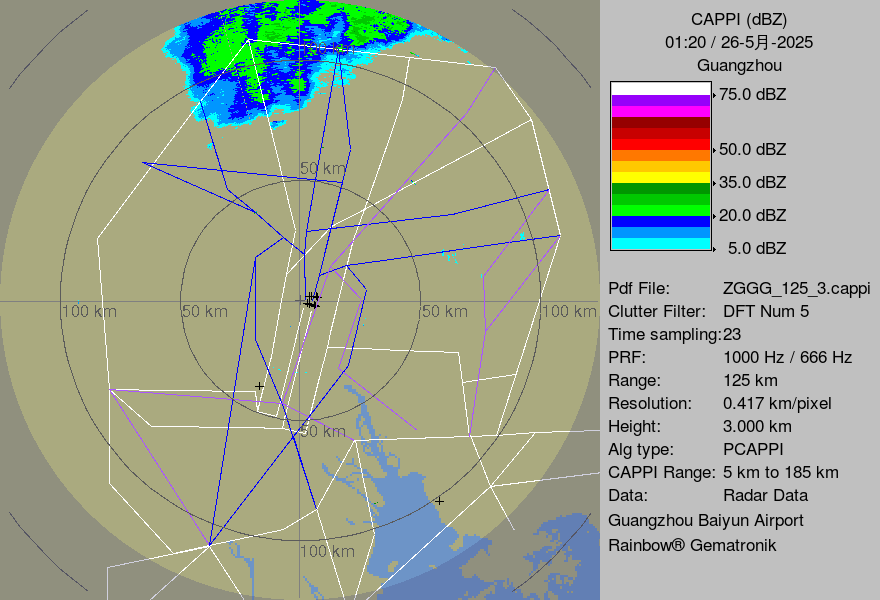 CAPPI (dBZ)
01:20 / 26-5月-2025
Guangzhou
75.0 dBZ
50.0 dBZ
35.0 dBZ
20.0 dBZ
5.0 dBZ
50 km
100 km
50 km
50 km
100 km
50 km
100 km
Pdf File: ZGGG_125_3.cappi
Clutter Filter: DFT Num 5
Time sampling:23
PRF: 1000 Hz / 666 Hz
Range: 125 km
Resolution: 0.417 km/pixel
Height: 3.000 km
Alg type: PCAPPI
CAPPI Range: 5 km to 185 km
Data: Radar Data
Guangzhou Baiyun Airport
Rainbow® Gematronik